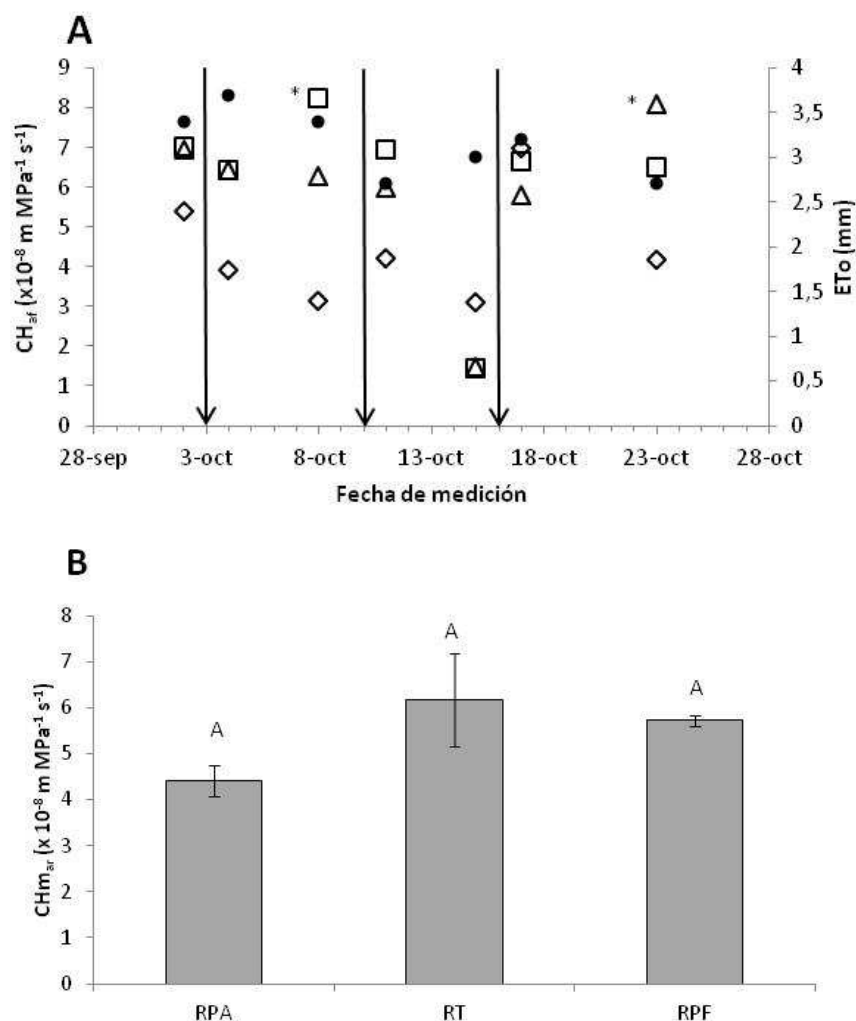 A
9
8
7
6
5
4
3
2
1
0
CHaf (x10-8 m MPa-1 s-1)
*
*
4
3,5
3
2,5
2
1,5
1
0,5
0
ETo (mm)
28-sep 3-oct 8-oct 13-oct 18-oct 23-oct 28-oct
Fecha de medición
B
8
7
6
5
4
3
2
1
0
CHmar (x 10-8 m MPa-1 s-1)
A
A
A
RPA RT RPF